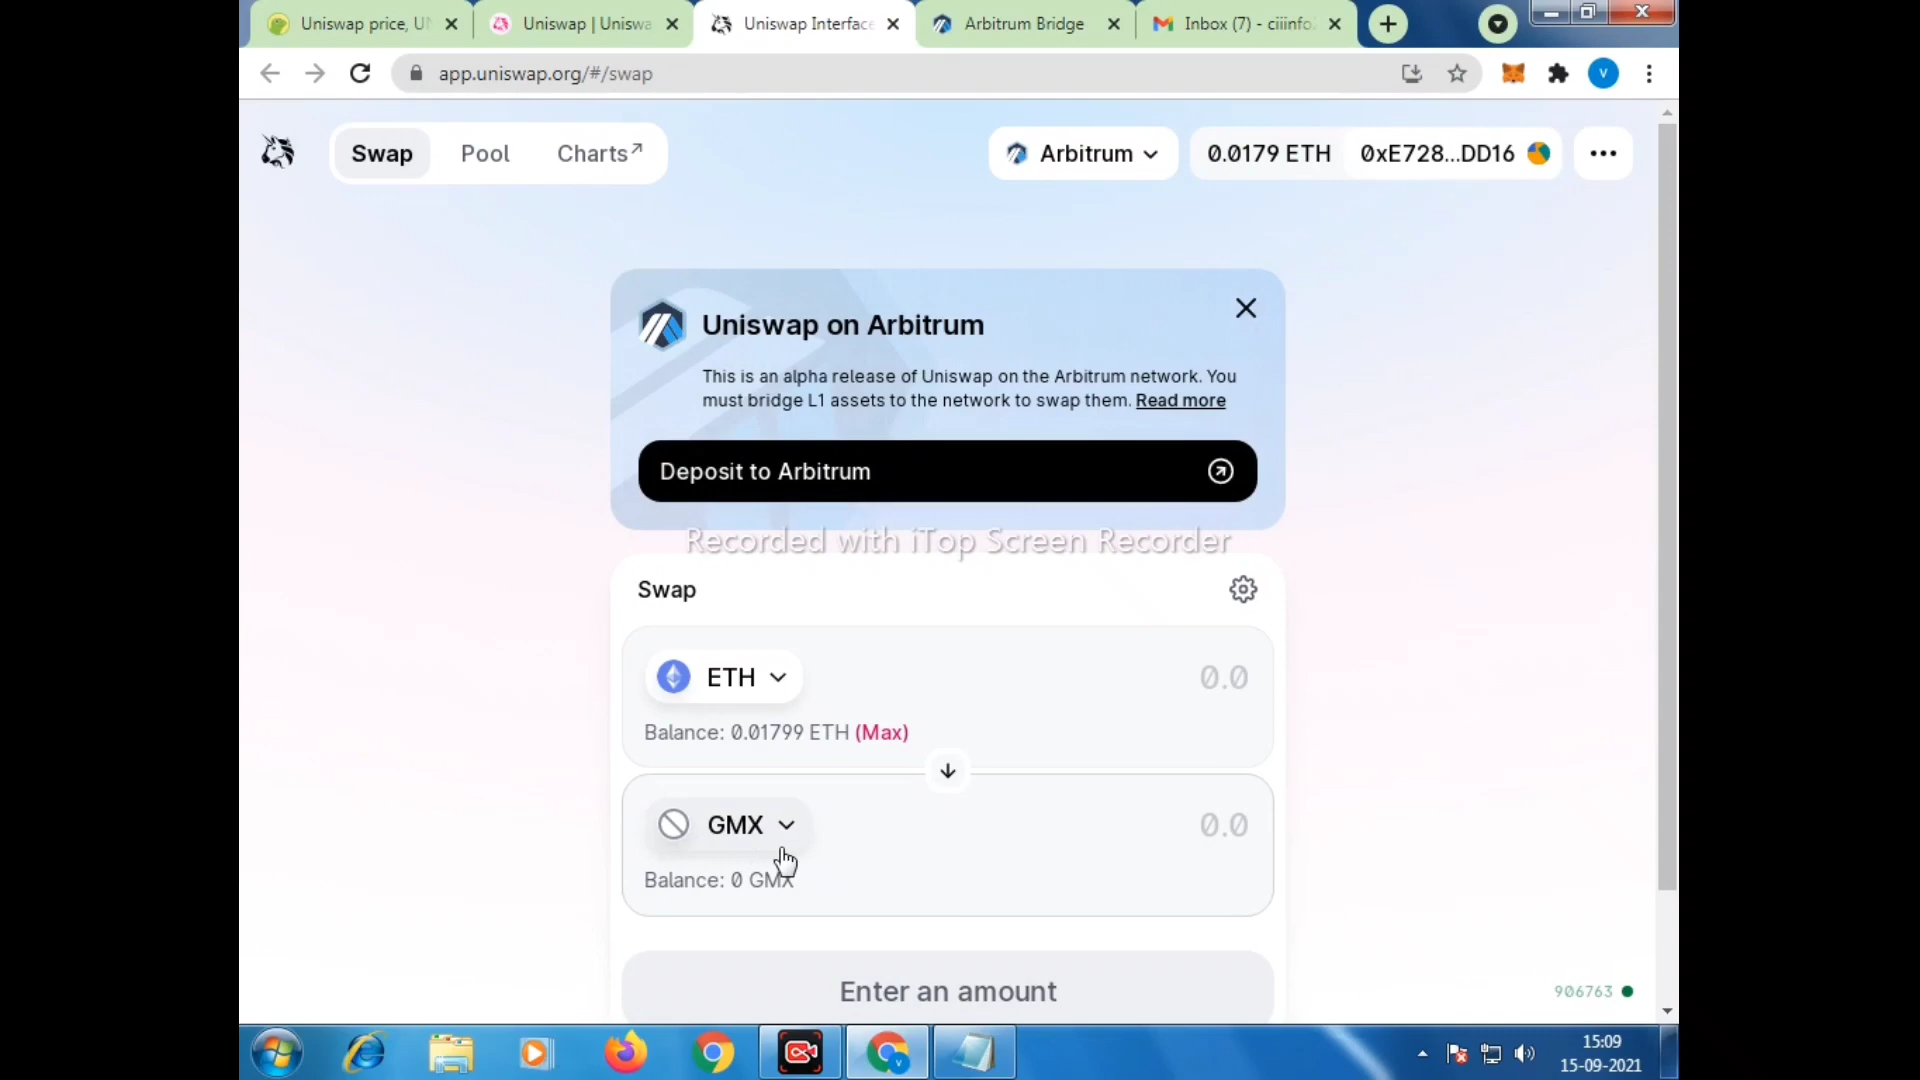 Uniswap price, U
Uniswap | Uniswa
Uniswap Interface
Arbitrum Bridge
Inbox (7) - ciiinfo
app.uniswap.org/#/swap
V
Swap
Pool
Charts↗
Arbitrum
0.0179 ETH
0xE728...DD16
Uniswap on Arbitrum
This is an alpha release of Uniswap on the Arbitrum network. You
must bridge L1 assets to the network to swap them. Read more
Deposit to Arbitrum
Recorded with iTop Screen Recorder
Swap
ETH
0.0
Balance: 0.01799 ETH (Max)
GMX
0.0
Balance: 0 GMX
Enter an amount
906763
15:09
15-09-2021